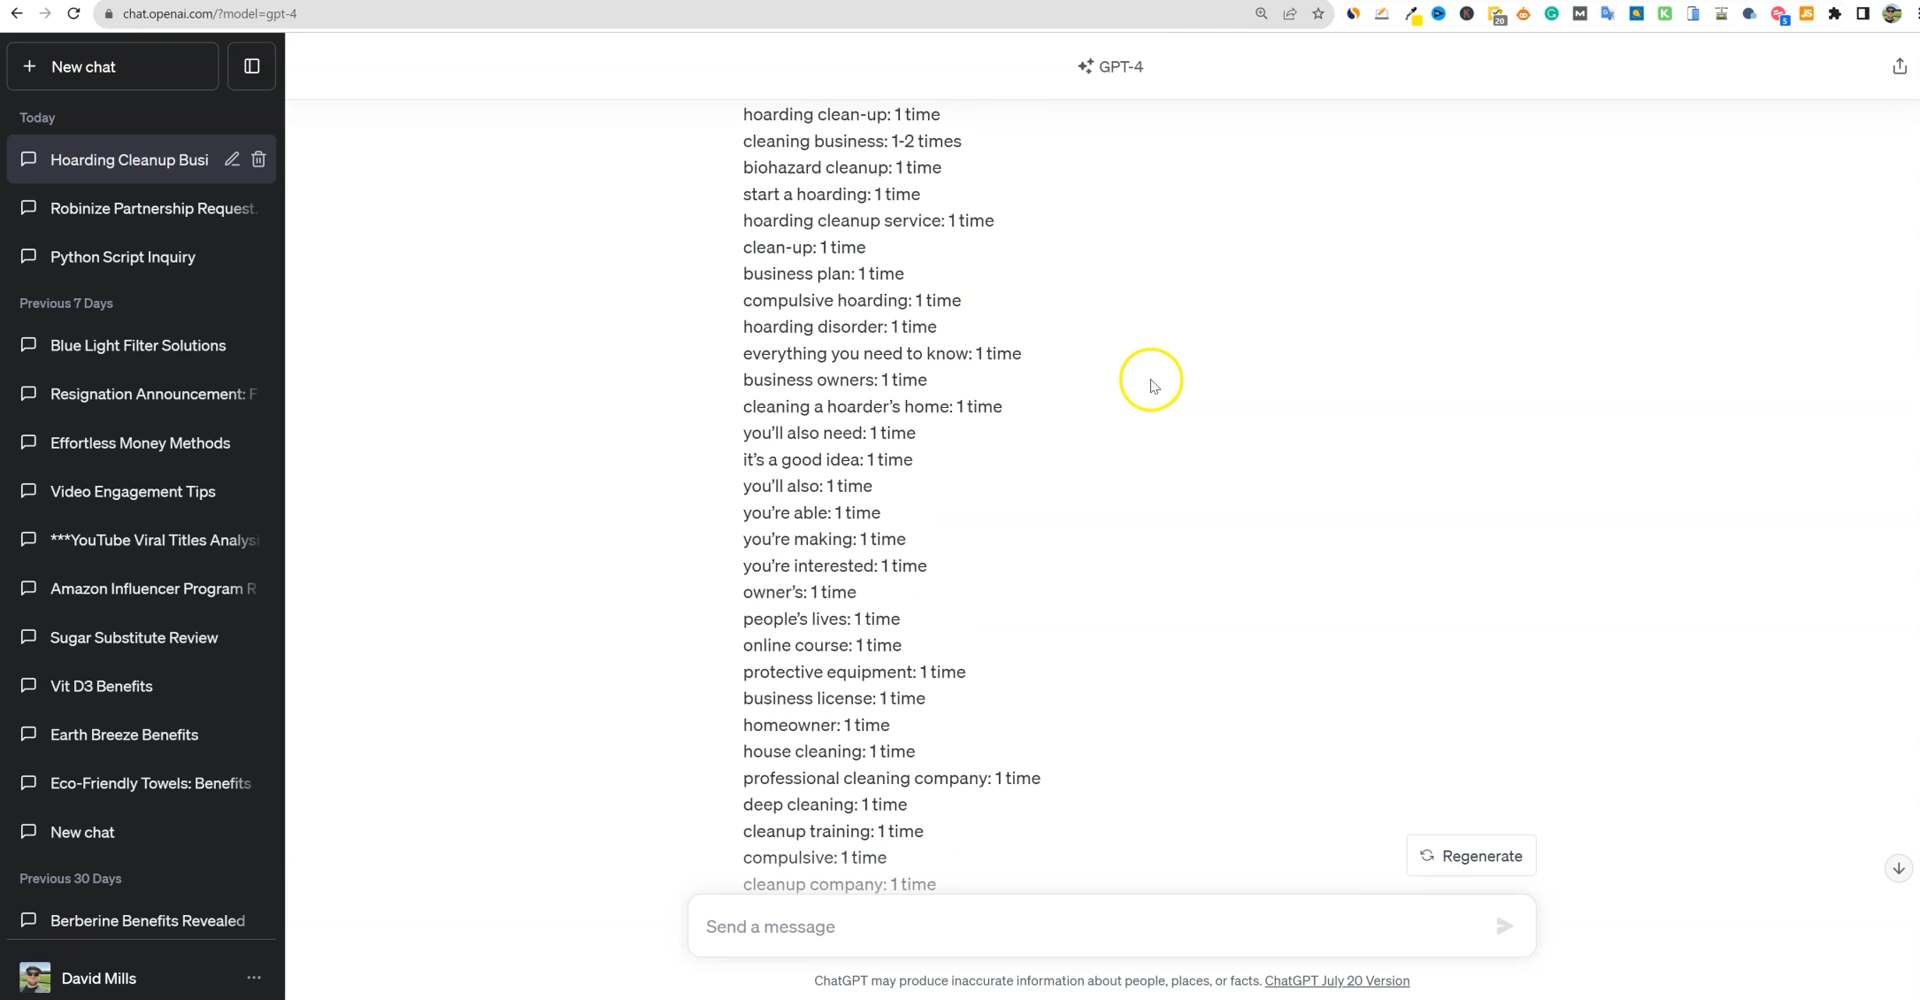 chat.openai.com/?model=gpt-4
20
5
New chat
GPT-4
Today
Hoarding Cleanup Busi
Robinize Partnership Request.
Python Script Inquiry
Previous 7 Days
Blue Light Filter Solutions
Resignation Announcement: F
Effortless Money Methods
Video Engagement Tips
***YouTube Viral Titles Analysi
Amazon Influencer Program R
Sugar Substitute Review
Vit D3 Benefits
Earth Breeze Benefits
Eco-Friendly Towels: Benefits
New chat
Previous 30 Days
Berberine Benefits Revealed
David Mills
hoarding clean-up: 1 time
cleaning business: 1-2 times
biohazard cleanup: 1 time
start a hoarding: 1 time
hoarding cleanup service: 1 time
clean-up: 1 time
business plan: 1 time
compulsive hoarding: 1 time
hoarding disorder: 1 time
everything you need to know: 1 time
business owners: 1 time
cleaning a hoarder’s home: 1 time
you’ll also need: 1 time
it’s a good idea: 1 time
you’ll also: 1 time
you’re able: 1 time
you’re making: 1 time
you’re interested: 1 time
owner’s: 1 time
people’s lives: 1 time
online course: 1 time
protective equipment: 1 time
business license: 1 time
homeowner: 1 time
house cleaning: 1 time
professional cleaning company: 1 time
deep cleaning: 1 time
cleanup training: 1 time
compulsive: 1 time
cleanup company: 1 time
Regenerate
Send a message
ChatGPT may produce inaccurate information about people, places, or facts. ChatGPT July 20 Version